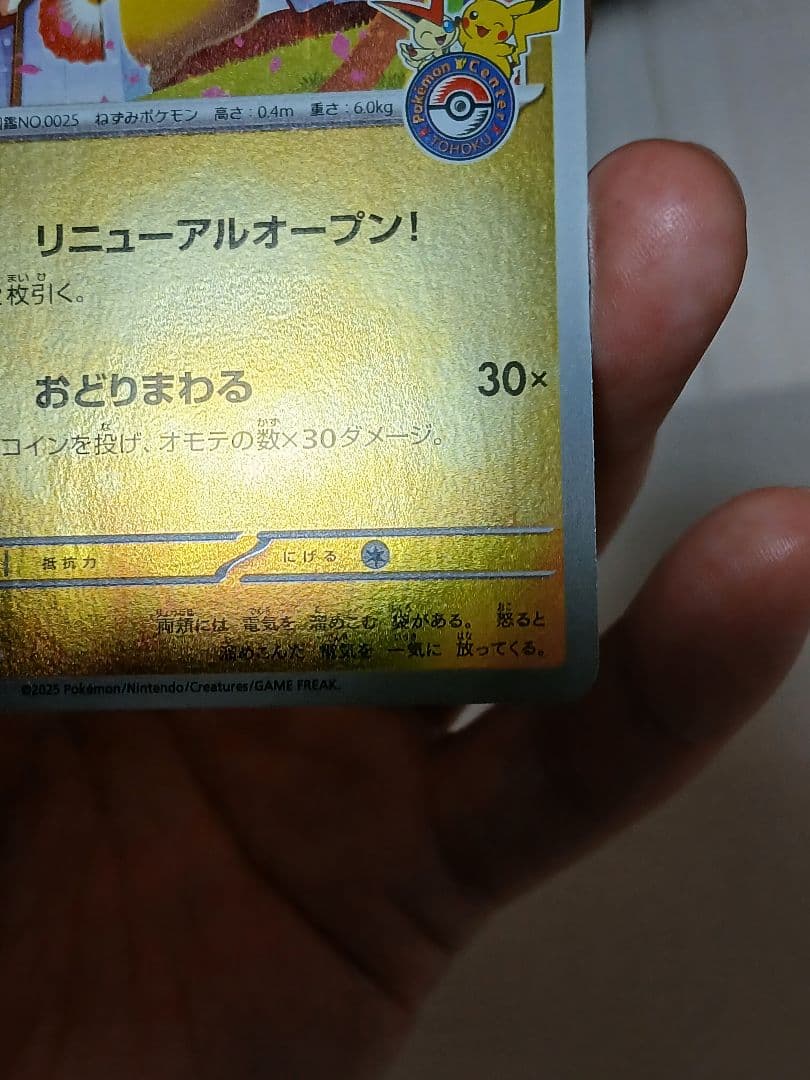 Pokémon Center
TOHOKU
図鑑NO.0025 ねずみポケモン 高さ:0.4m 重さ:6.0kg
リニューアルオープン!
枚引く。
おどりまわる 30×
コインを投げ、オモテの数×30ダメージ。
抵抗力 にげる
両頬には 電気を 溜めこむ 袋がある。 怒ると
溜めこんだ 電気を 一気に 放ってくる。
©2025 Pokémon/Nintendo/Creatures/GAME FREAK.